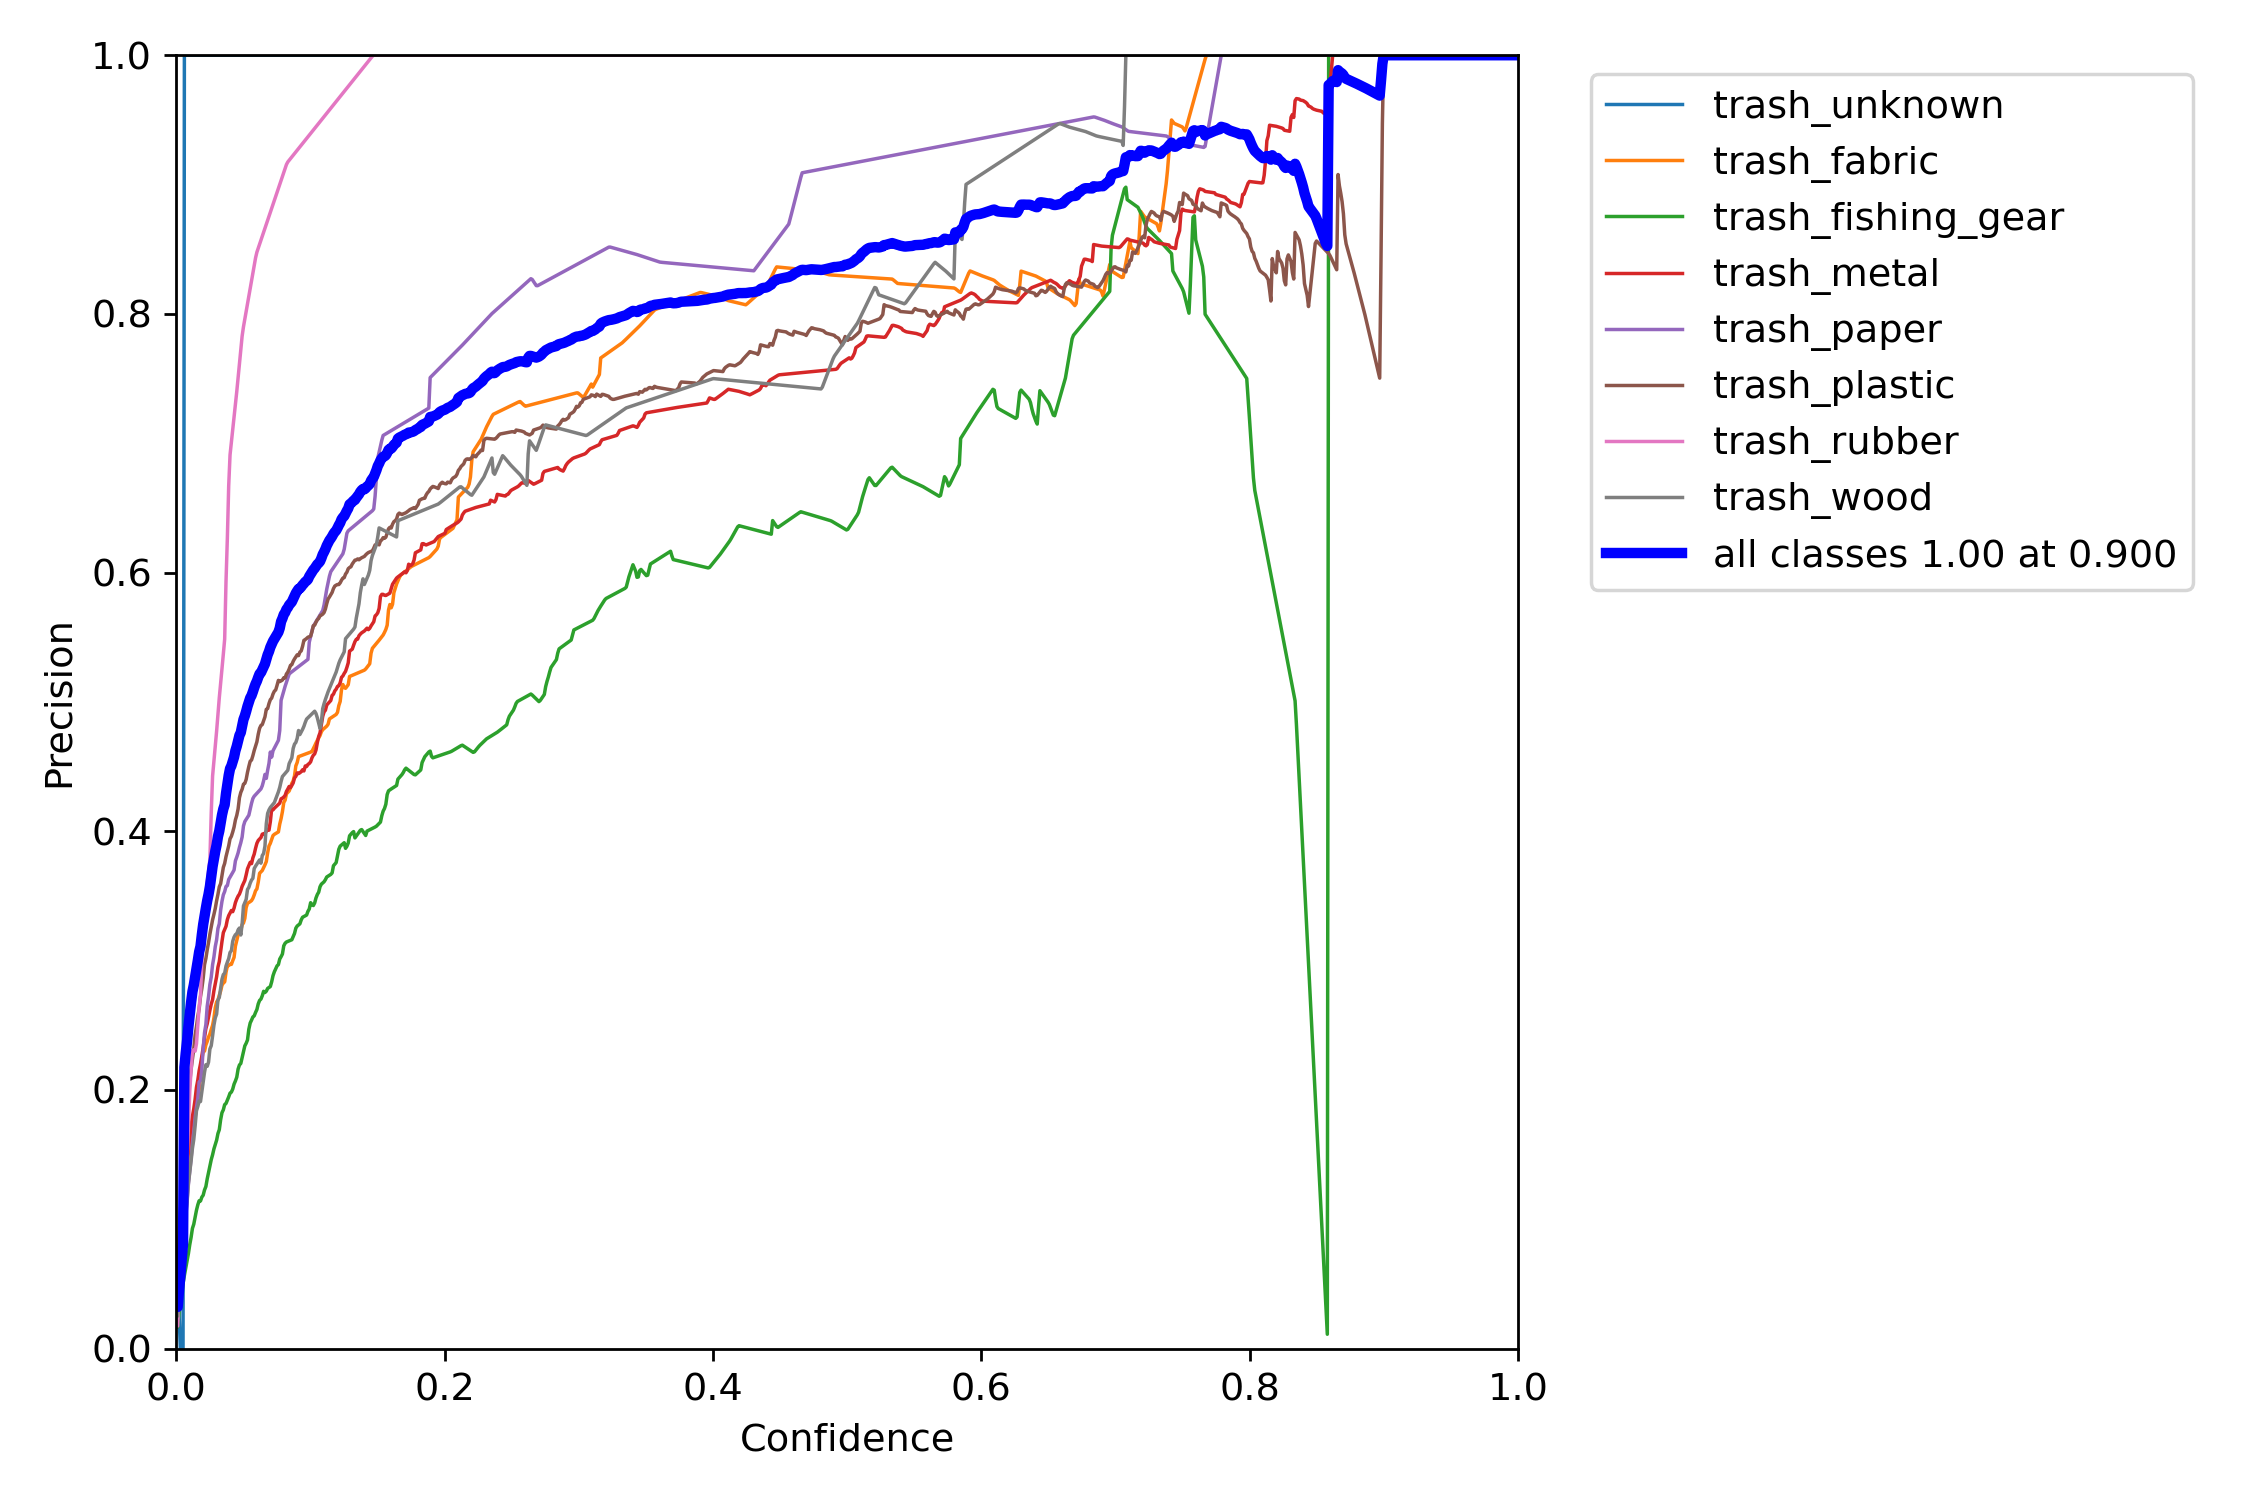 1.0
0.8
0.6
0.4
0.2
0.0
Precision
0.0 0.2 0.4 0.6 0.8 1.0
Confidence
trash_unknown
trash_fabric
trash_fishing_gear
trash_metal
trash_paper
trash_plastic
trash_rubber
trash_wood
all classes 1.00 at 0.900